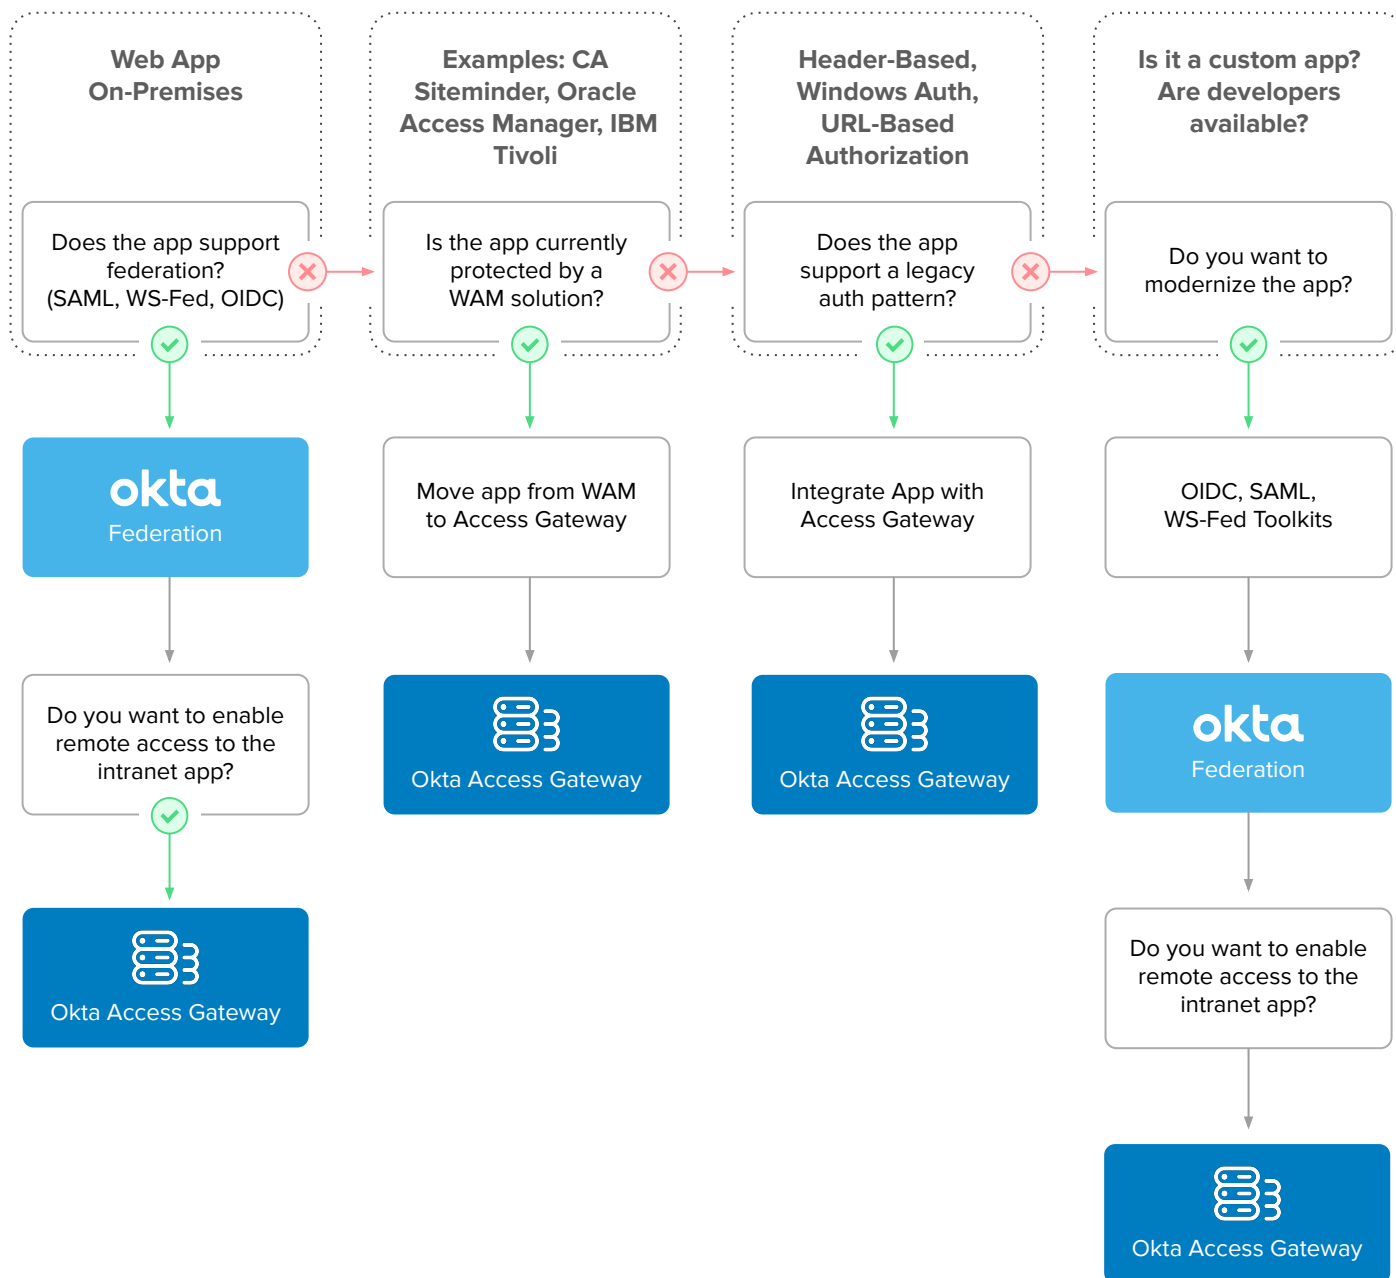 Web App
On-Premises
Does the app support
federation?
(SAML, WS-Fed, OIDC)
okta
Federation
Do you want to enable
remote access to the
intranet app?
Okta Access Gateway
Examples: CA
Siteminder, Oracle
Access Manager, IBM
Tivoli
Is the app currently
protected by a
WAM solution?
Move app from WAM
to Access Gateway
Okta Access Gateway
Header-Based,
Windows Auth,
URL-Based
Authorization
Does the app
support a legacy
auth pattern?
Integrate App with
Access Gateway
Okta Access Gateway
Is it a custom app?
Are developers
available?
Do you want to
modernize the app?
OIDC, SAML,
WS-Fed Toolkits
okta
Federation
Do you want to enable
remote access to the
intranet app?
Okta Access Gateway